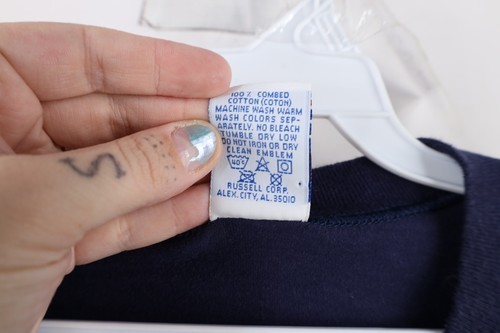 100% COMBED
COTTON (COTON)
MACHINE WASH WARM
WASH COLORS SEP-
ARATELY. NO BLEACH
TUMBLE DRY LOW
DO NOT IRON OR DRY
CLEAN EMBLEM
40°
RUSSELL CORP.
ALEX. CITY, AL. 35010
S